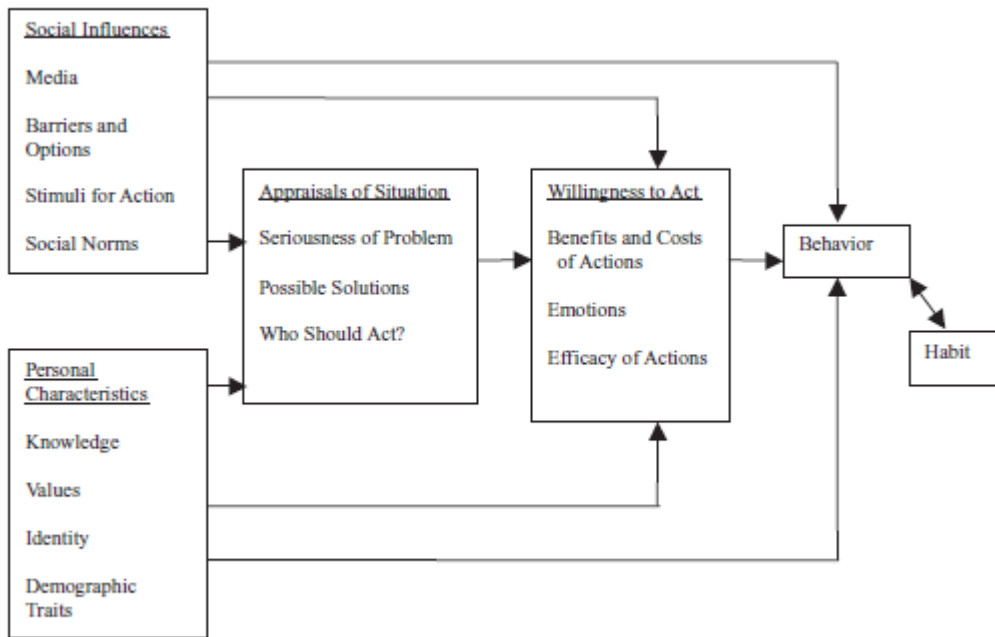 Social Influences
Media
Barriers and
Options
Stimuli for Action
Social Norms
Personal
Characteristics
Knowledge
Values
Identity
Demographic
Traits
Appraisals of Situation
Seriousness of Problem
Possible Solutions
Who Should Act?
Willingness to Act
Benefits and Costs
of Actions
Emotions
Efficacy of Actions
Behavior
Habit